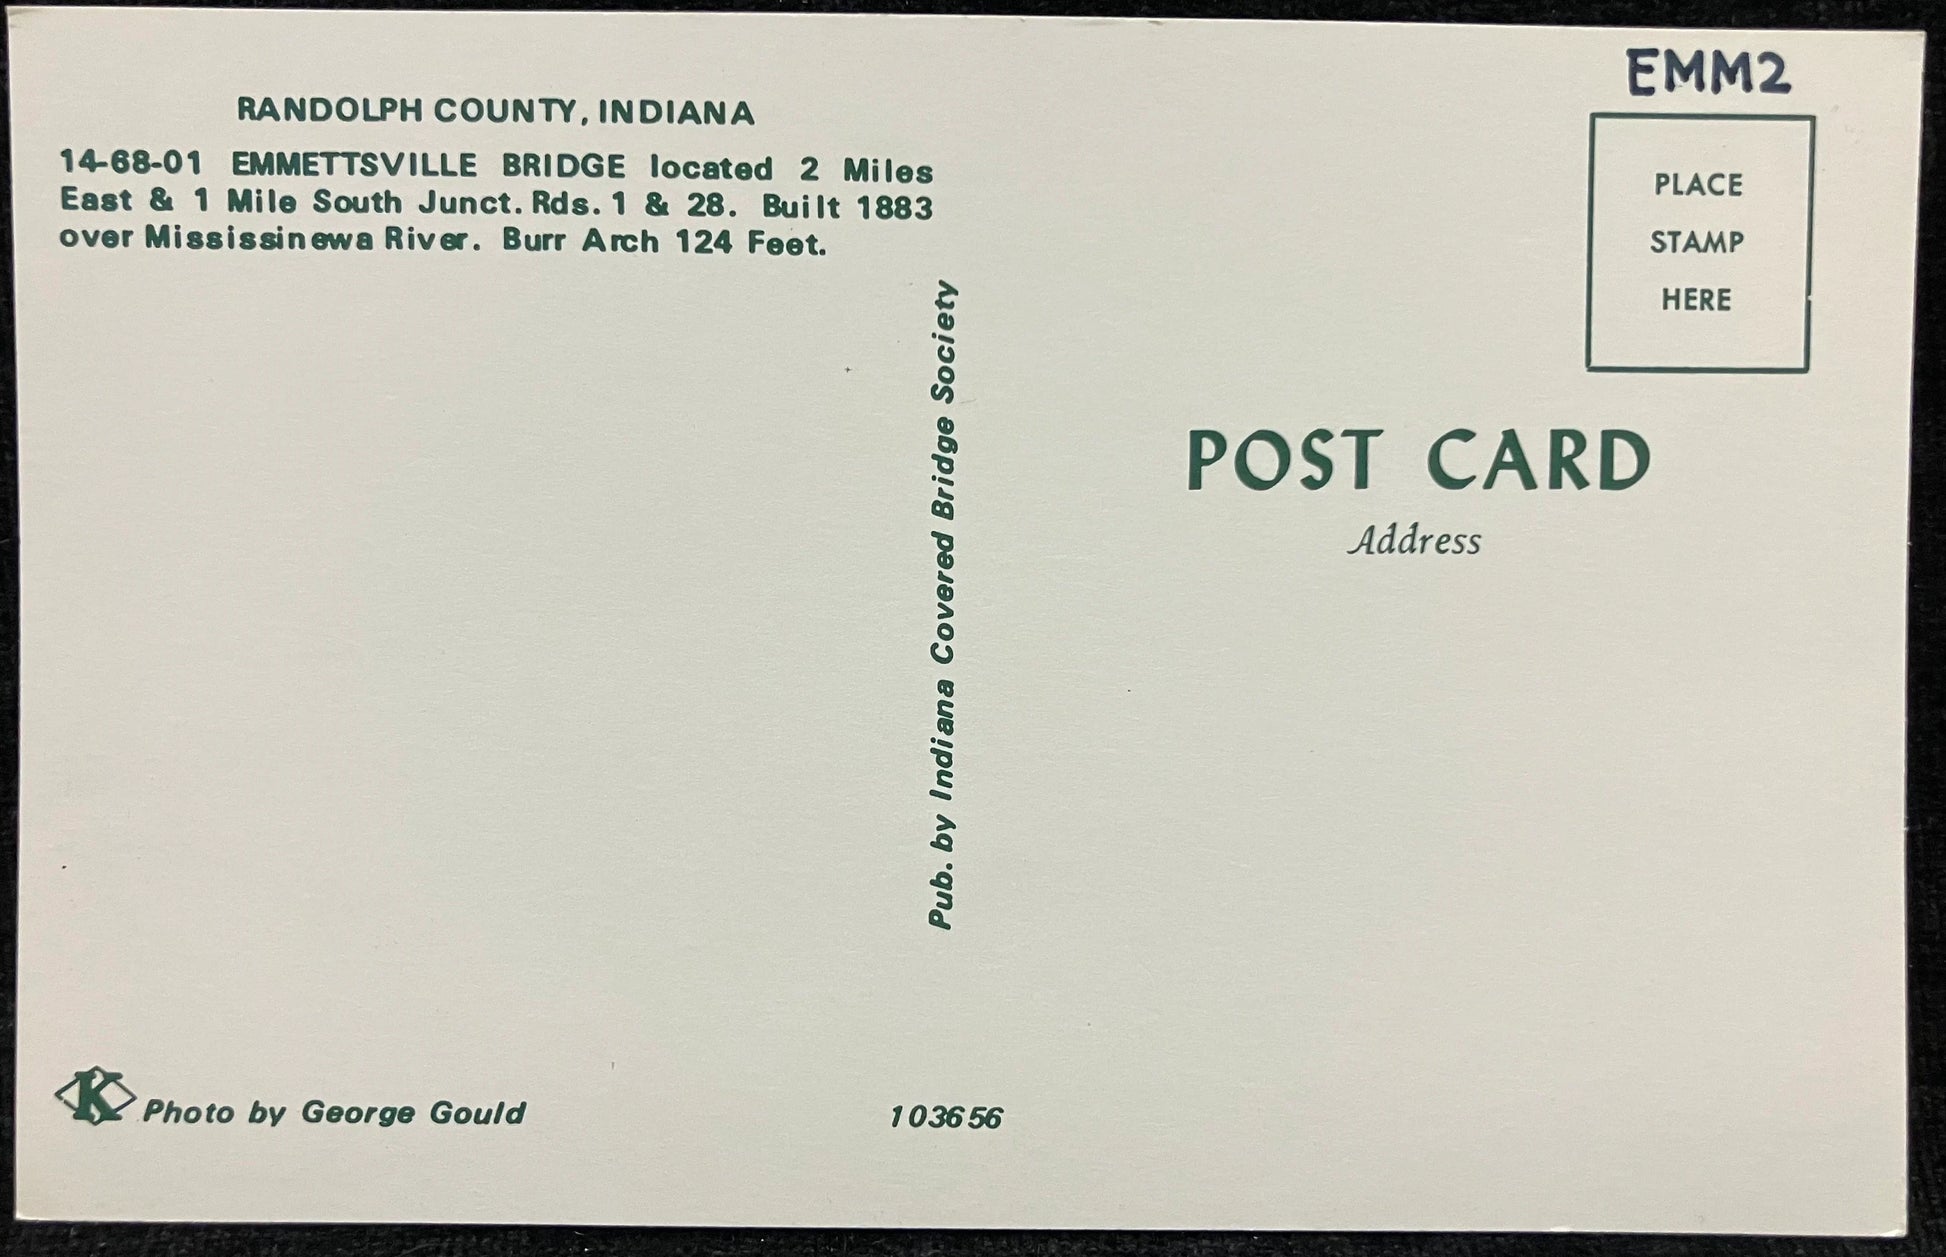 EMM2
RANDOLPH COUNTY, INDIANA
14-68-01 EMMETTSVILLE BRIDGE located 2 Miles
East & 1 Mile South Junct. Rds. 1 & 28. Built 1883
over Mississinewa River. Burr Arch 124 Feet.
Pub. by Indiana Covered Bridge Society
PLACE
STAMP
HERE
POST CARD
Address
K
Photo by George Gould
103656